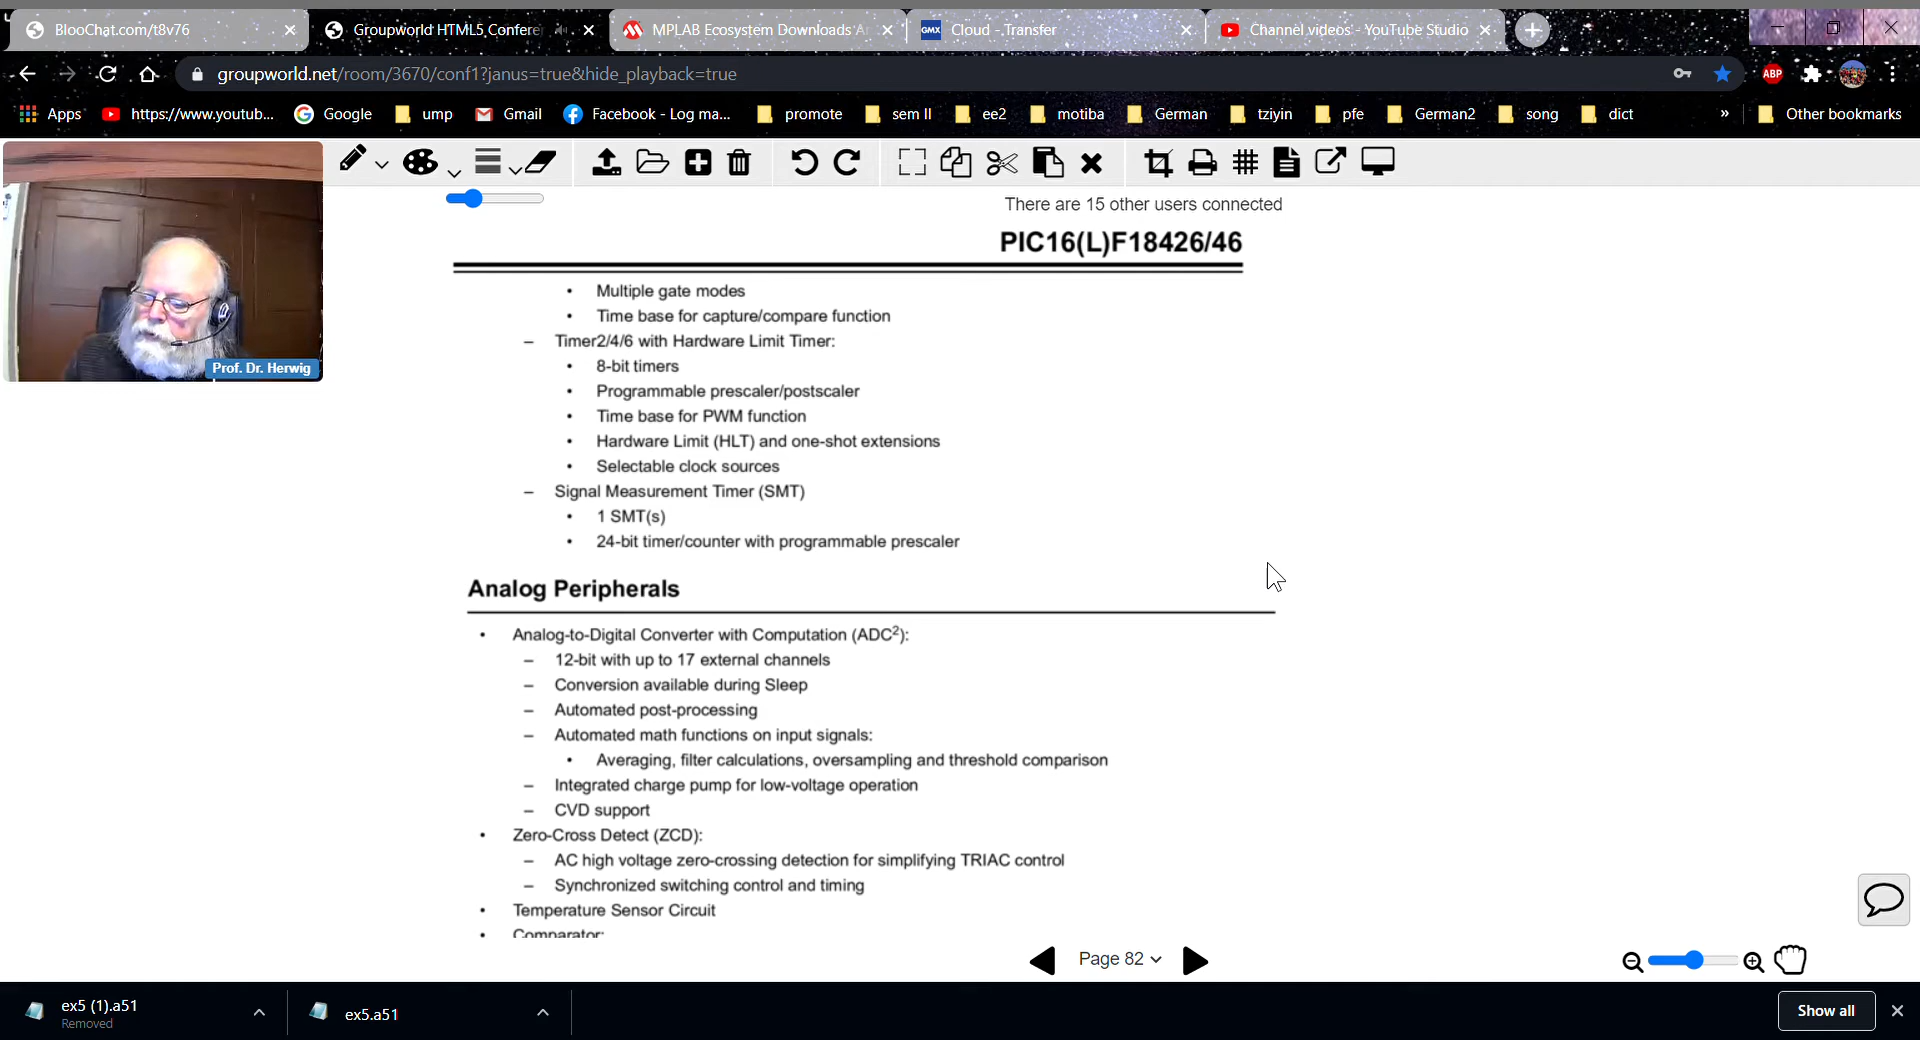 BlooChat.com/t8v76
Groupworld HTML5 Confere
MPLAB Ecosystem Downloads A
GMX
Cloud - Transfer
Channel videos - YouTube Studio
groupworld.net/room/3670/conf1?janus=true&hide_playback=true
ABP
Apps
https://www.youtub...
Google
ump
Gmail
Facebook - Log ma...
promote
sem II
ee2
motiba
German
tziyin
pfe
German2
song
dict
»
Other bookmarks
There are 15 other users connected
Prof. Dr. Herwig
PIC16(L)F18426/46
• Multiple gate modes
• Time base for capture/compare function
– Timer2/4/6 with Hardware Limit Timer:
• 8-bit timers
• Programmable prescaler/postscaler
• Time base for PWM function
• Hardware Limit (HLT) and one-shot extensions
• Selectable clock sources
– Signal Measurement Timer (SMT)
• 1 SMT(s)
• 24-bit timer/counter with programmable prescaler
Analog Peripherals
• Analog-to-Digital Converter with Computation (ADC²):
– 12-bit with up to 17 external channels
– Conversion available during Sleep
– Automated post-processing
– Automated math functions on input signals:
• Averaging, filter calculations, oversampling and threshold comparison
– Integrated charge pump for low-voltage operation
– CVD support
• Zero-Cross Detect (ZCD):
– AC high voltage zero-crossing detection for simplifying TRIAC control
– Synchronized switching control and timing
• Temperature Sensor Circuit
• Comparator:
Page 82
ex5 (1).a51
Removed
ex5.a51
Show all